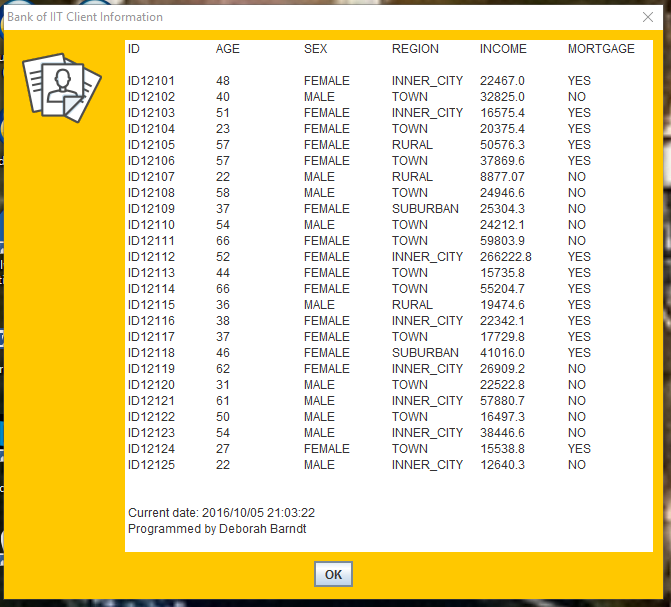 Bank of IIT Client Information
ID AGE SEX REGION INCOME MORTGAGE
ID12101 48 FEMALE INNER_CITY 22467.0 YES
ID12102 40 MALE TOWN 32825.0 NO
ID12103 51 FEMALE INNER_CITY 16575.4 YES
ID12104 23 FEMALE TOWN 20375.4 YES
ID12105 57 FEMALE RURAL 50576.3 YES
ID12106 57 FEMALE TOWN 37869.6 YES
ID12107 22 MALE RURAL 8877.07 NO
ID12108 58 MALE TOWN 24946.6 NO
ID12109 37 FEMALE SUBURBAN 25304.3 NO
ID12110 54 MALE TOWN 24212.1 NO
ID12111 66 FEMALE TOWN 59803.9 NO
ID12112 52 FEMALE INNER_CITY 266222.8 YES
ID12113 44 FEMALE TOWN 15735.8 YES
ID12114 66 FEMALE TOWN 55204.7 YES
ID12115 36 MALE RURAL 19474.6 YES
ID12116 38 FEMALE INNER_CITY 22342.1 YES
ID12117 37 FEMALE TOWN 17729.8 YES
ID12118 46 FEMALE SUBURBAN 41016.0 YES
ID12119 62 FEMALE INNER_CITY 26909.2 NO
ID12120 31 MALE TOWN 22522.8 NO
ID12121 61 MALE INNER_CITY 57880.7 NO
ID12122 50 MALE TOWN 16497.3 NO
ID12123 54 MALE INNER_CITY 38446.6 NO
ID12124 27 FEMALE TOWN 15538.8 YES
ID12125 22 MALE INNER_CITY 12640.3 NO
Current date: 2016/10/05 21:03:22
Programmed by Deborah Barndt
OK